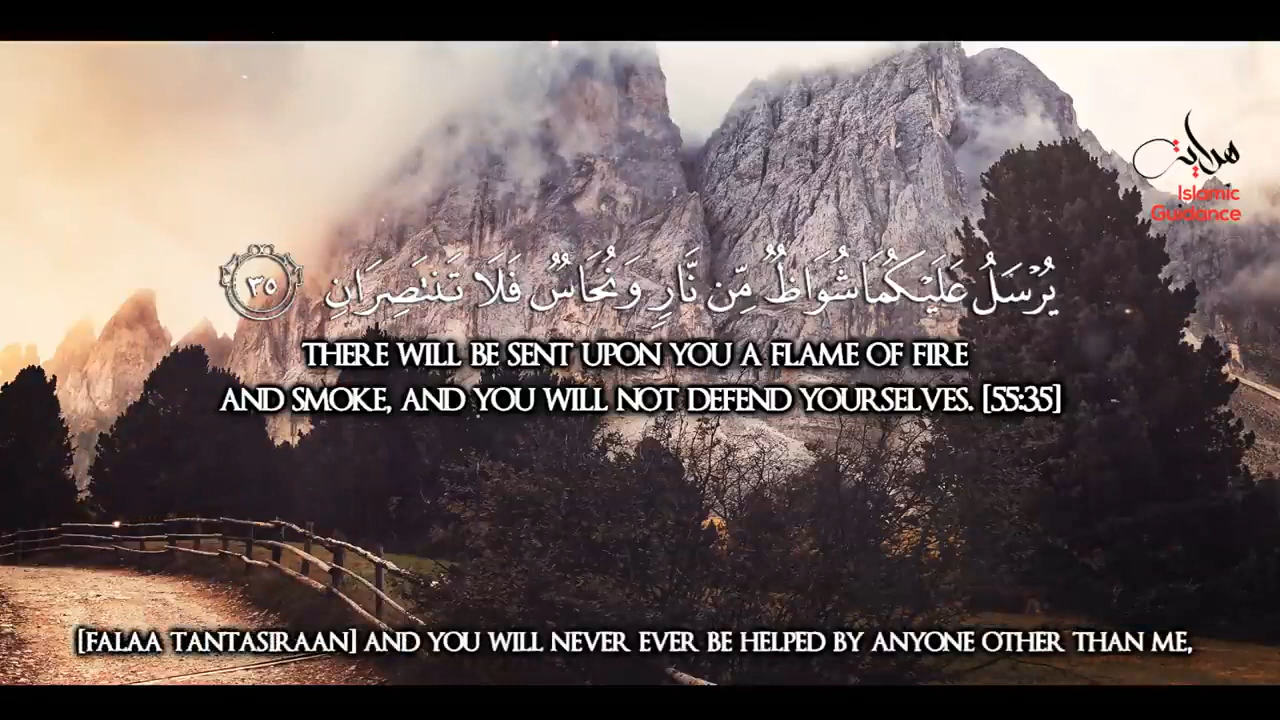 هداية
Islamic
Guidance
يُرْسَلُ عَلَيْكُمَا شُوَاظٌ مِّن نَّارٍ وَنُحَاسٌ فَلَا تَنتَصِرَانِ ٣٥
THERE WILL BE SENT UPON YOU A FLAME OF FIRE
AND SMOKE, AND YOU WILL NOT DEFEND YOURSELVES. [55:35]
[FALAA TANTASIRAAN] AND YOU WILL NEVER EVER BE HELPED BY ANYONE OTHER THAN ME,